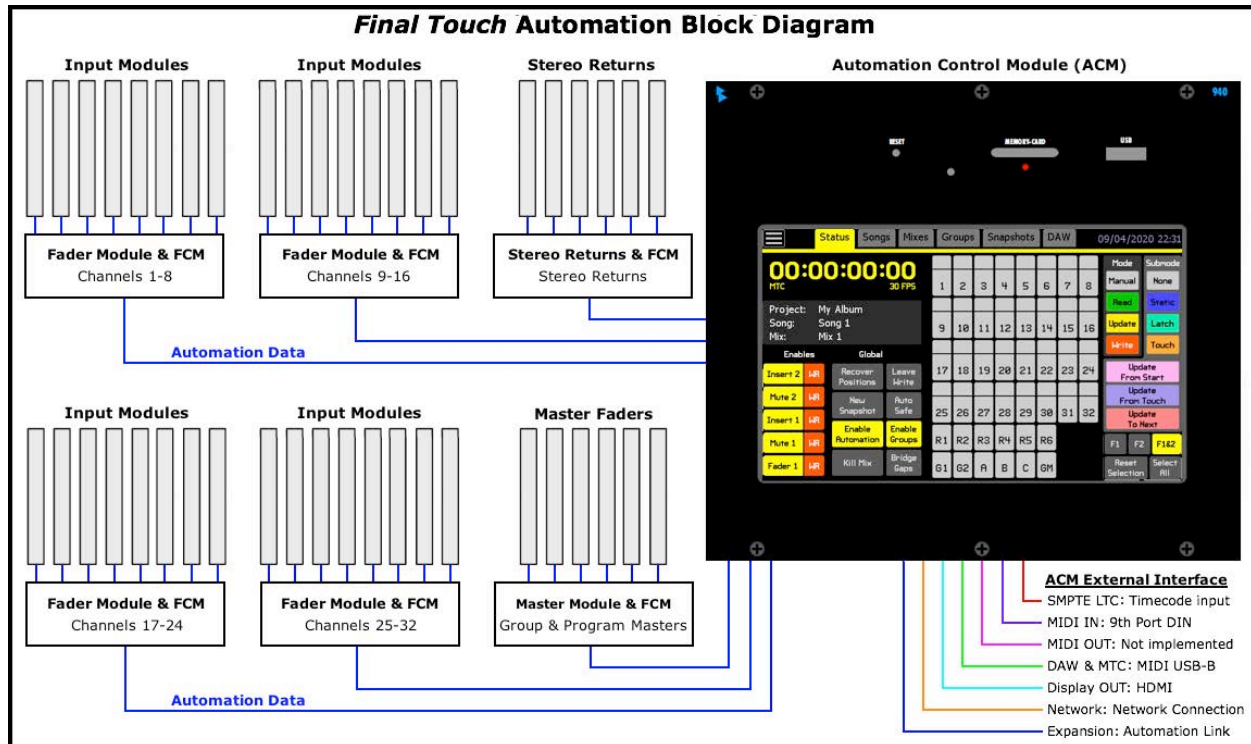 Final Touch Automation Block Diagram
Input Modules
Input Modules
Stereo Returns
Automation Control Module (ACM)
940
RESET
MEMORY-CARD
USB
Fader Module & FCM
Channels 1-8
Fader Module & FCM
Channels 9-16
Stereo Returns & FCM
Stereo Returns
Automation Data
Status Songs Mixes Groups Snapshots DAW 09/04/2020 22:31
00:00:00:00
MTC 30 FPS
Project: My Album
Song: Song 1
Mix: Mix 1
Enables Global
Insert 2 WR
Mute 2 WR
Insert 1 WR
Mute 1 WR
Fader 1 WR
Recover
Positions
Leave
Write
New
Snapshot
Auto
Safe
Enable
Automation
Enable
Groups
Kill Mix
Bridge
Gaps
1 2 3 4 5 6 7 8
9 10 11 12 13 14 15 16
17 18 19 20 21 22 23 24
25 26 27 28 29 30 31 32
R1 R2 R3 R4 R5 R6
G1 G2 A B C GM
Mode Submode
Manual None
Read Static
Update Latch
Write Touch
Update
From Start
Update
From Touch
Update
To Next
F1 F2 F1&2
Reset
Selection
Select
All
Input Modules
Input Modules
Master Faders
Fader Module & FCM
Channels 17-24
Fader Module & FCM
Channels 25-32
Master Module & FCM
Group & Program Masters
Automation Data
ACM External Interface
SMPTE LTC: Timecode input
MIDI IN: 9th Port DIN
MIDI OUT: Not implemented
DAW & MTC: MIDI USB-B
Display OUT: HDMI
Network: Network Connection
Expansion: Automation Link